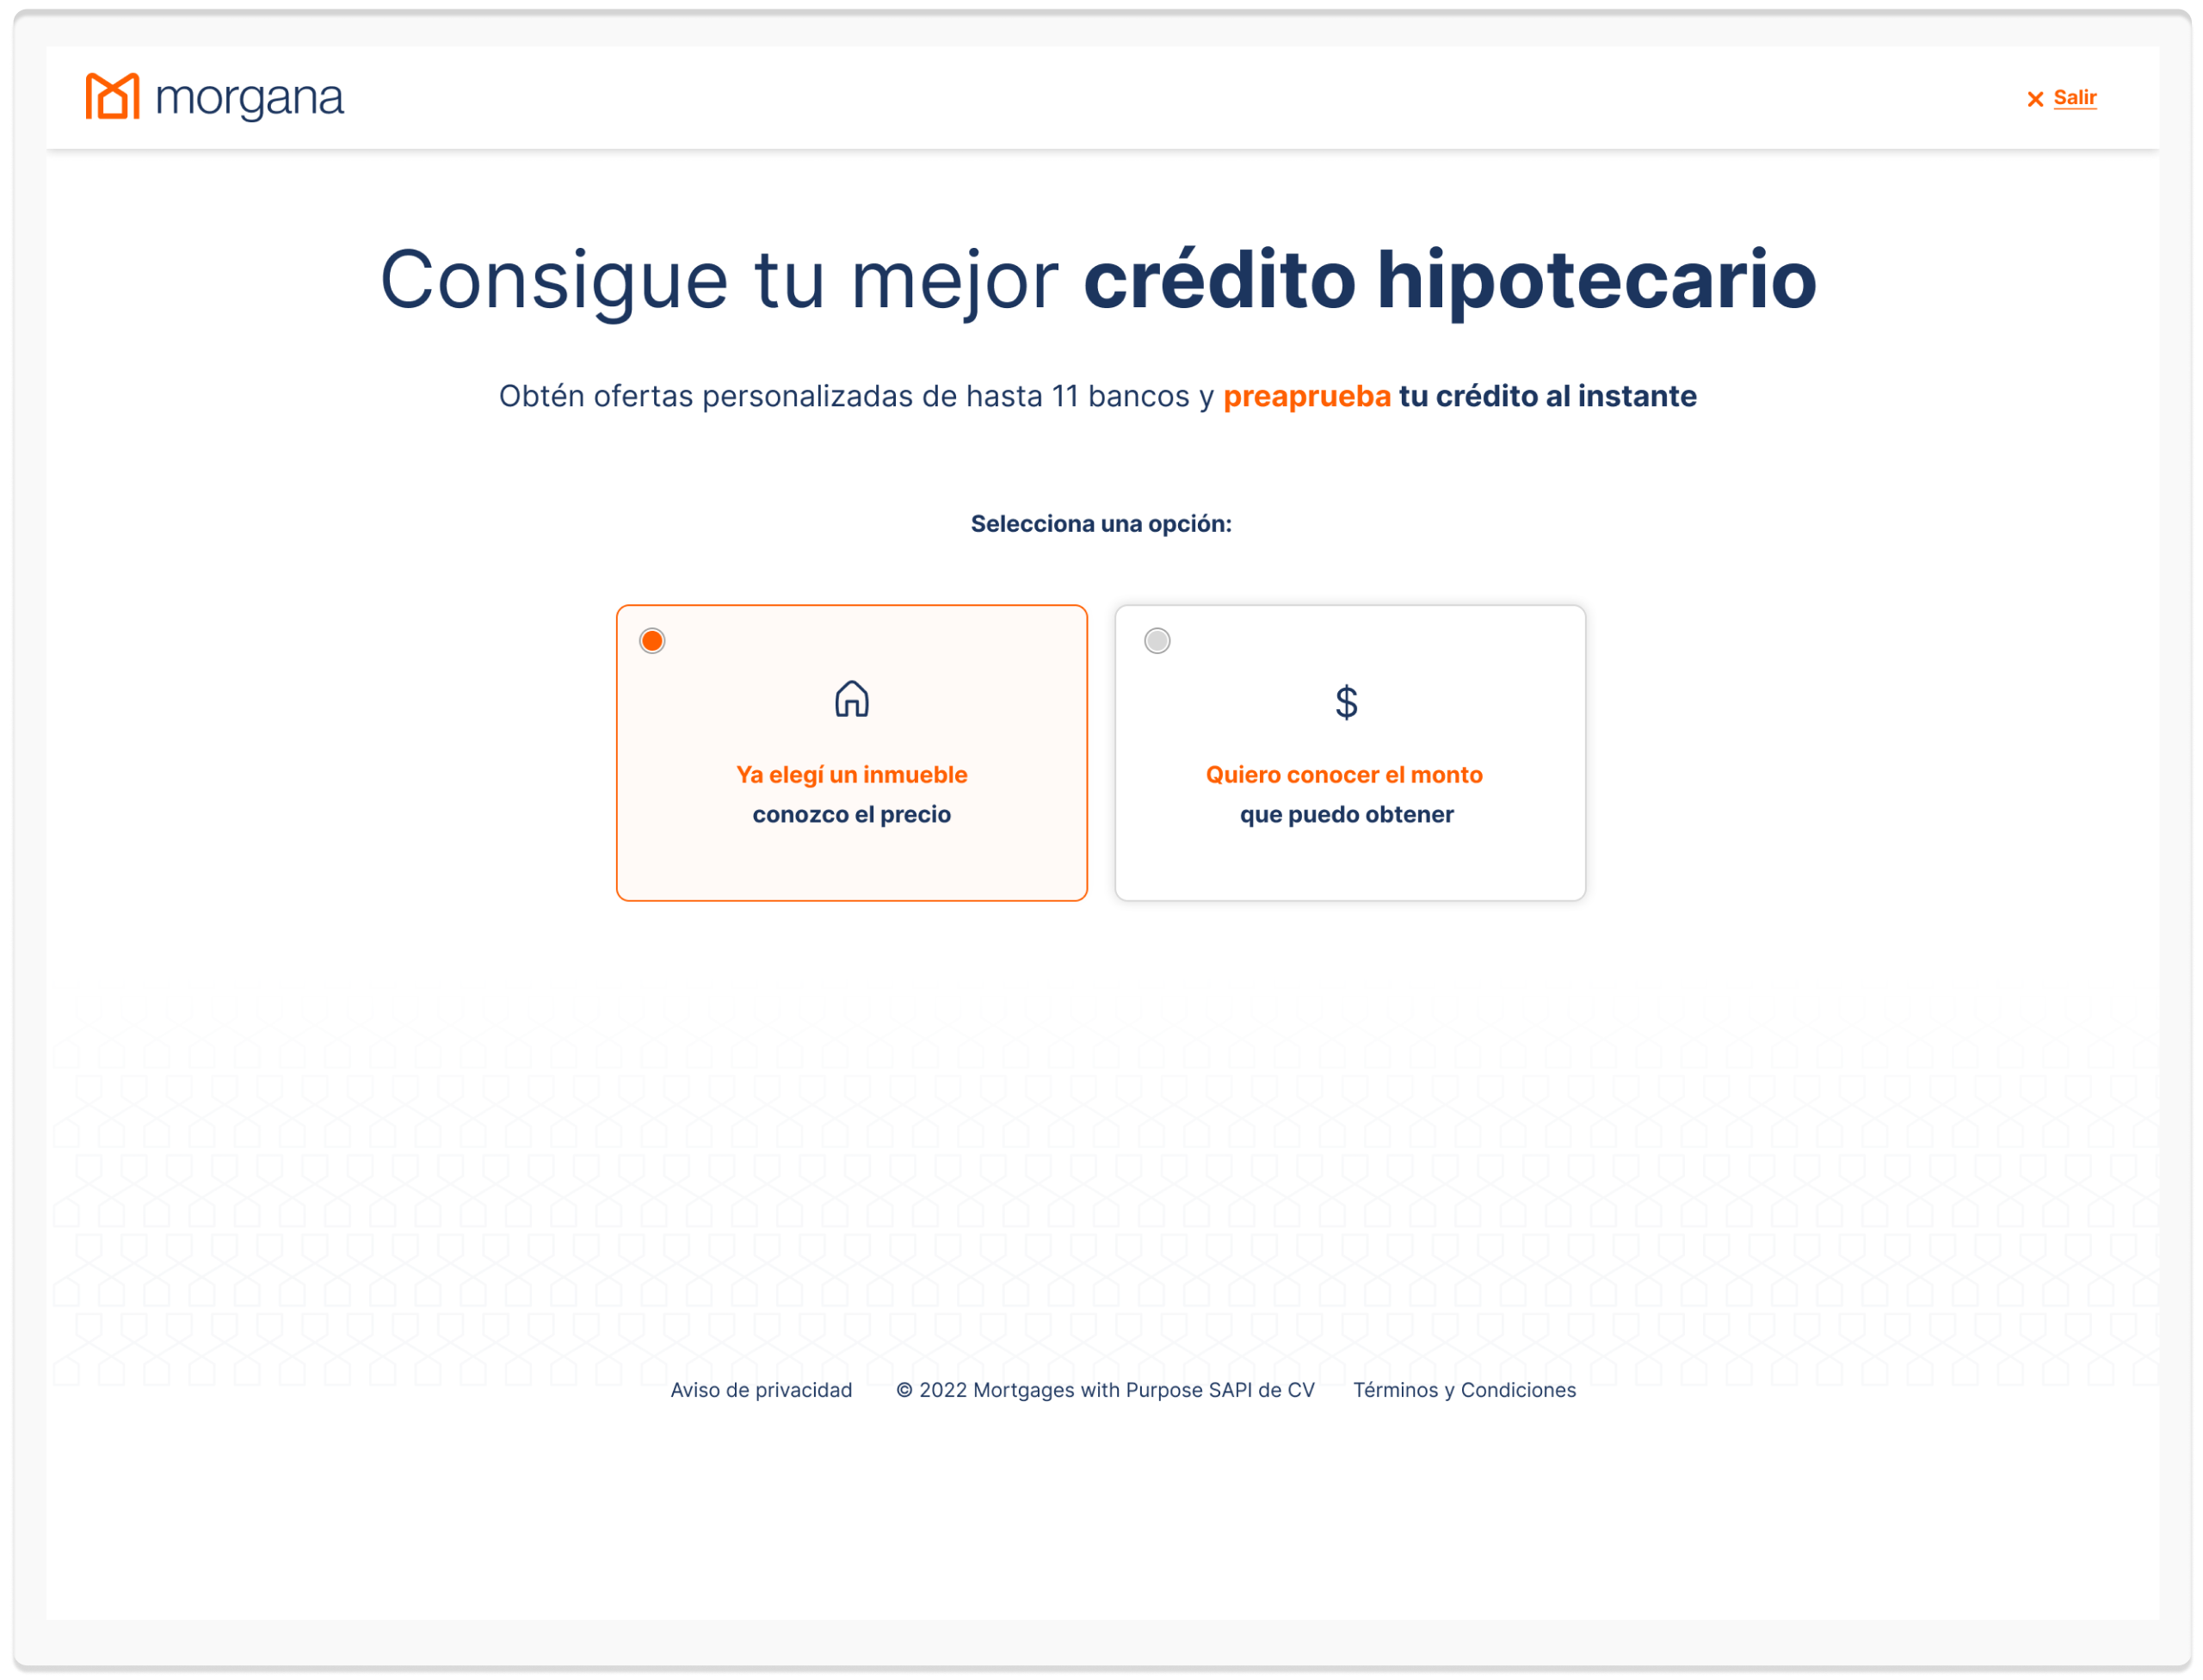 morgana
Salir
Consigue tu mejor crédito hipotecario
Obtén ofertas personalizadas de hasta 11 bancos y preaprueba tu crédito al instante
Selecciona una opción:
Ya elegí un inmueble
conozco el precio
$
Quiero conocer el monto
que puedo obtener
Aviso de privacidad
© 2022 Mortgages with Purpose SAPI de CV
Términos y Condiciones